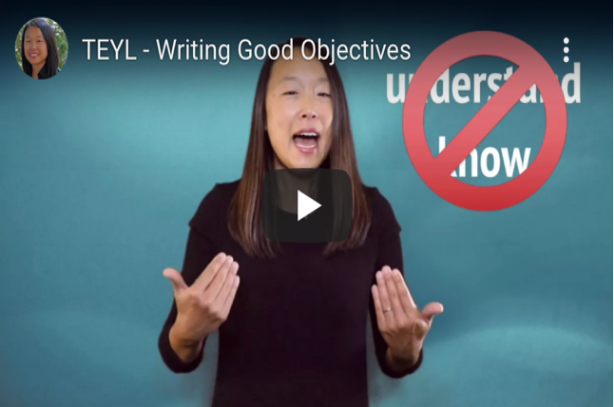 TEYL - Writing Good Objectives
understand
know